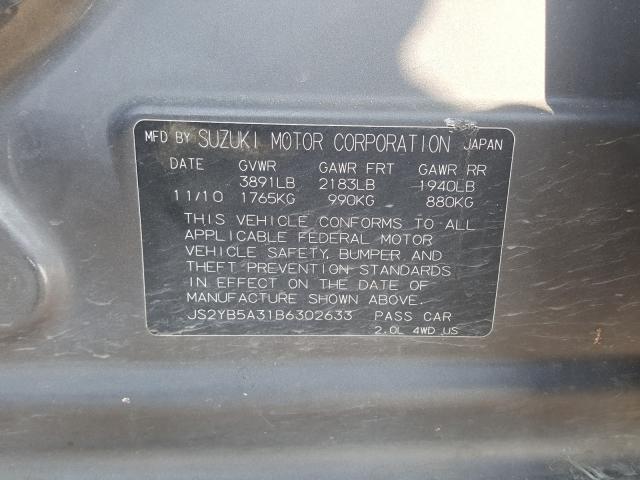 MFD BY SUZUKI MOTOR CORPORATION JAPAN
DATE GVWR GAWR FRT GAWR RR
3891LB 2183LB 1940LB
11/10 1765KG 990KG 880KG
THIS VEHICLE CONFORMS TO ALL
APPLICABLE FEDERAL MOTOR
VEHICLE SAFETY, BUMPER, AND
THEFT PREVENTION STANDARDS
IN EFFECT ON THE DATE OF
MANUFACTURE SHOWN ABOVE.
JS2YB5A31B6302633 PASS CAR
2.0L 4WD ,US